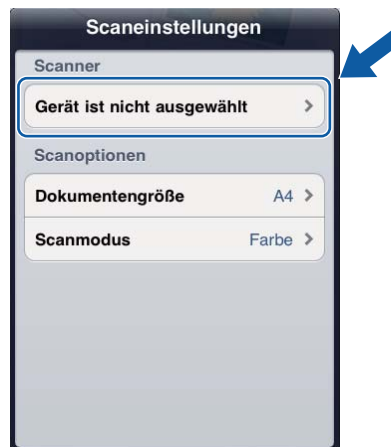 Scaneinstellungen
Scanner
Gerät ist nicht ausgewählt
Scanoptionen
Dokumentengröße A4
Scanmodus Farbe